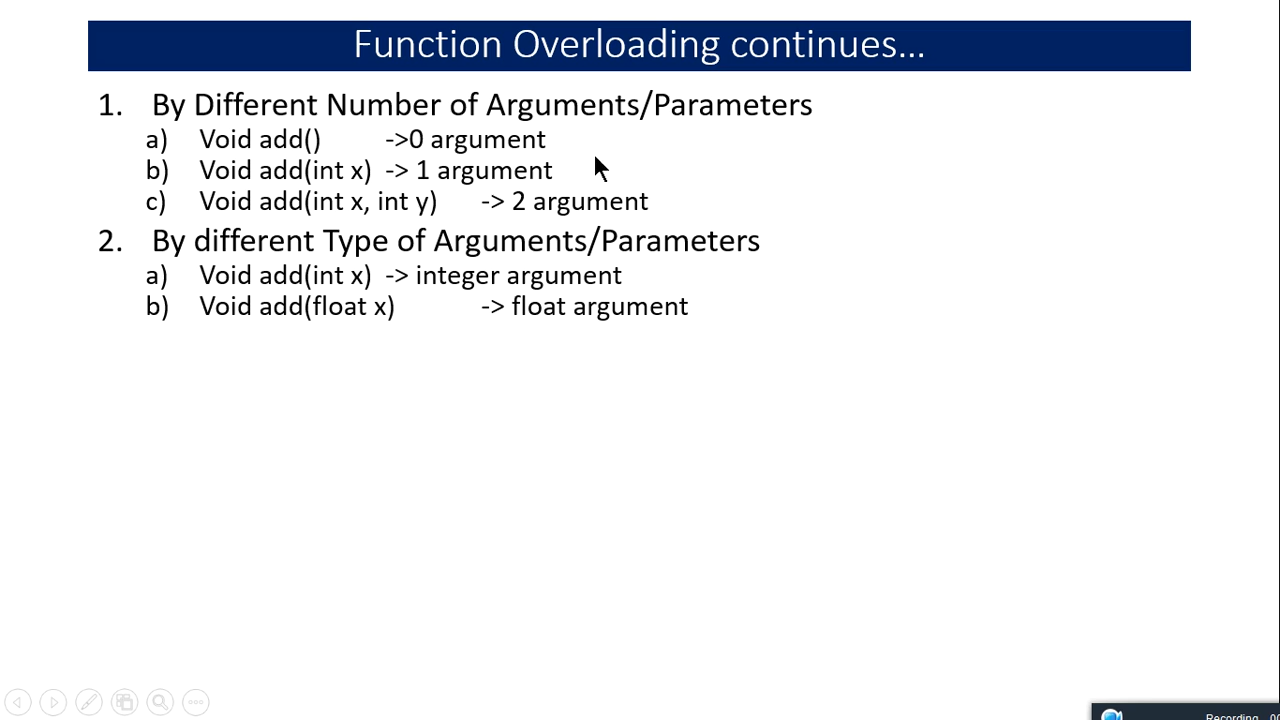 Function Overloading continues...
1. By Different Number of Arguments/Parameters
a) Void add() ->0 argument
b) Void add(int x) -> 1 argument
c) Void add(int x, int y) -> 2 argument
2. By different Type of Arguments/Parameters
a) Void add(int x) -> integer argument
b) Void add(float x) -> float argument
Recording